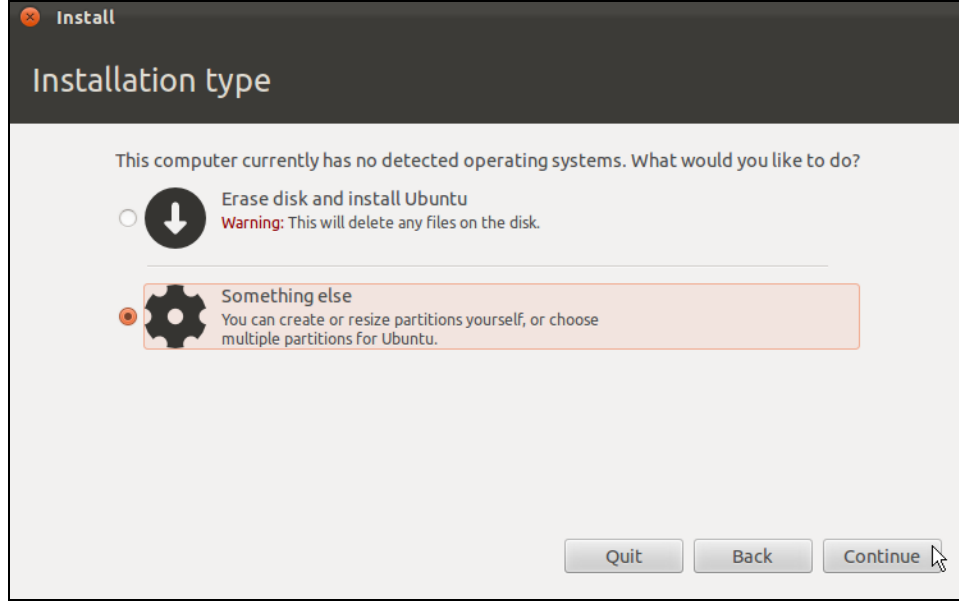 Install
Installation type
This computer currently has no detected operating systems. What would you like to do?
Erase disk and install Ubuntu
Warning: This will delete any files on the disk.
Something else
You can create or resize partitions yourself, or choose
multiple partitions for Ubuntu.
Quit Back Continue